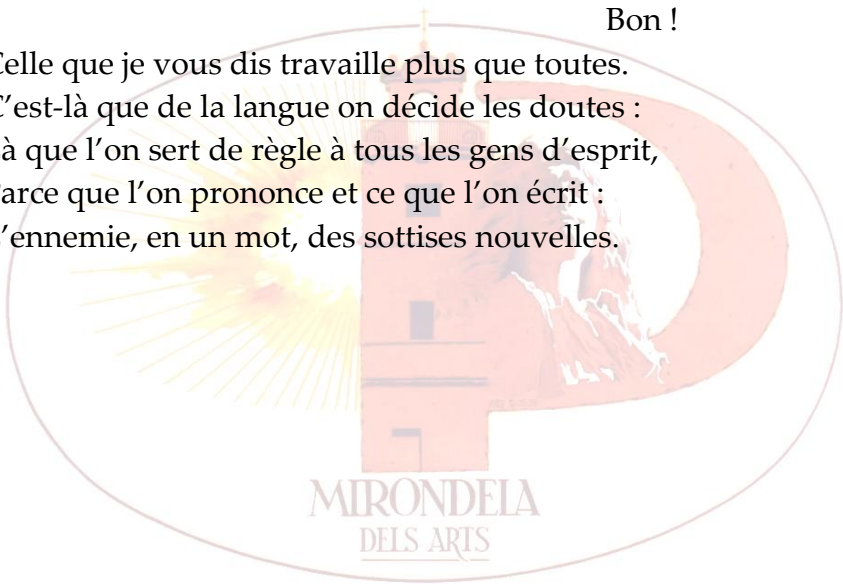 Bon !
Celle que je vous dis travaille plus que toutes.
C’est-là que de la langue on décide les doutes :
à que l’on sert de règle à tous les gens d’esprit,
Parce que l’on prononce et ce que l’on écrit :
’ennemie, en un mot, des sottises nouvelles.
MIRONDELA
DELS ARTS